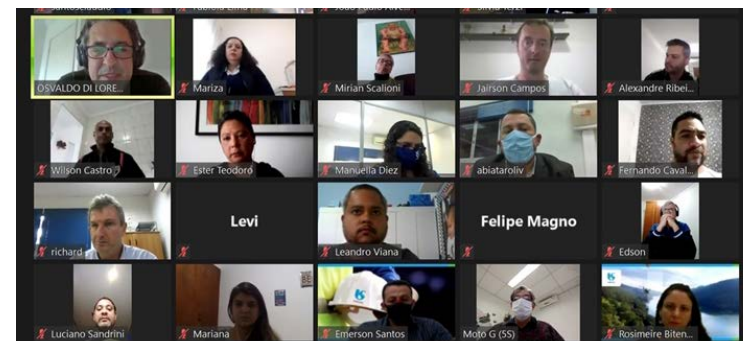 OSVALDO DI LORE...
Mariza
Mirian Scalioni
Jairson Campos
Alexandre Ribei...
Wilson Castro
Ester Teodoro
Manuella Diez
abiataroliv
Fernando Caval...
richard
Levi
Leandro Viana
Felipe Magno
Edson
Luciano Sandrini
Mariana
Emerson Santos
Moto G (5S)
Rosimeire Biten...